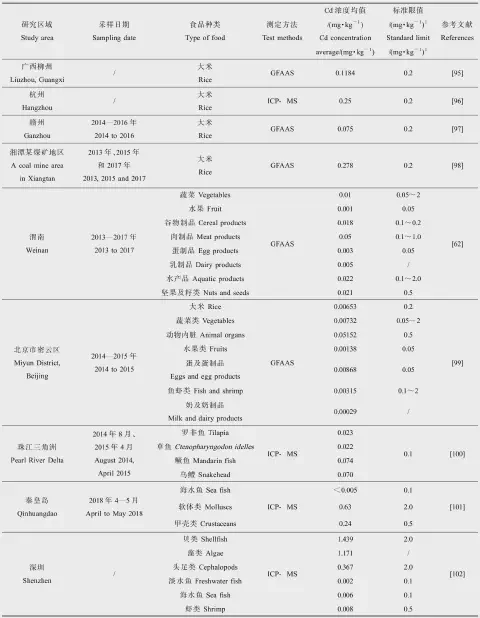 研究区域 采样日期 食品种类 测定方法 Cd 浓度均值 标准限值 参考文献
Study area Sampling date Type of food Test methods /(mg·kg⁻¹) /(mg·kg⁻¹) References
Cd concentration Standard limit
average/(mg·kg⁻¹) /(mg·kg⁻¹)
广西柳州 / 大米 GFAAS 0.1184 0.2 [95]
Liuzhou, Guangxi Rice
杭州 / 大米 ICP- MS 0.25 0.2 [96]
Hangzhou Rice
赣州 2014—2016 年 大米 GFAAS 0.075 0.2 [97]
Ganzhou 2014 to 2016 Rice
湘潭某煤矿地区 2013 年、2015 年 大米 GFAAS 0.278 0.2 [98]
A coal mine area 和 2017 年 Rice
in Xiangtan 2013, 2015 and 2017
渭南 2013—2017 年 GFAAS [62]
Weinan 2013 to 2017
蔬菜 Vegetables 0.01 0.05~2
水果 Fruit 0.001 0.05
谷物制品 Cereal products 0.018 0.1~0.2
肉制品 Meat products 0.05 0.1~1.0
蛋制品 Egg products 0.003 0.05
乳制品 Dairy products 0.005 /
水产品 Aquatic products 0.022 0.1~2.0
坚果及籽类 Nuts and seeds 0.021 0.5
北京市密云区 2014—2015 年 GFAAS [99]
Miyun District, 2014 to 2015
Beijing
大米 Rice 0.00653 0.2
蔬菜类 Vegetables 0.00732 0.05~2
动物内脏 Animal organs 0.05152 0.5
水果类 Fruits 0.00138 0.05
蛋及蛋制品 0.00868 0.05
Eggs and egg products
鱼虾类 Fish and shrimp 0.00315 0.1~2
奶及奶制品 0.00029 /
Milk and dairy products
珠江三角洲 2014 年 8 月、 ICP- MS 0.1 [100]
Pearl River Delta 2015 年 4 月
August 2014,
April 2015
罗非鱼 Tilapia 0.023
草鱼 Ctenopharyngodon idelles 0.022
鳜鱼 Mandarin fish 0.074
乌鳢 Snakehead 0.070
秦皇岛 2018 年 4—5 月 ICP- MS [101]
Qinhuangdao April to May 2018
海水鱼 Sea fish <0.005 0.1
软体类 Molluscs 0.63 2.0
甲壳类 Crustaceans 0.24 0.5
深圳 / ICP- MS [102]
Shenzhen
贝类 Shellfish 1.439 2.0
藻类 Algae 1.171 /
头足类 Cephalopods 0.367 2.0
淡水鱼 Freshwater fish 0.002 0.1
海水鱼 Sea fish 0.006 0.1
虾类 Shrimp 0.008 0.5